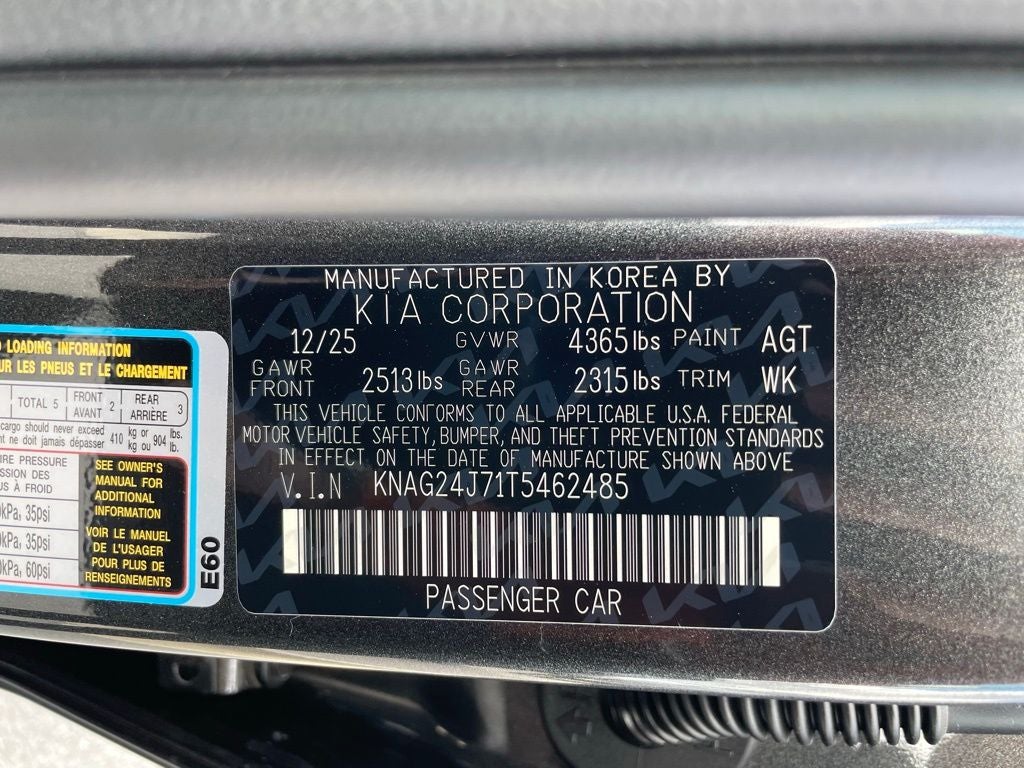 MANUFACTURED IN KOREA BY
KIA CORPORATION
12/25 GVWR 4365 lbs PAINT AGT
GAWR FRONT 2513 lbs GAWR REAR 2315 lbs TRIM WK
THIS VEHICLE CONFORMS TO ALL APPLICABLE U.S.A. FEDERAL
MOTOR VEHICLE SAFETY, BUMPER, AND THEFT PREVENTION STANDARDS
IN EFFECT ON THE DATE OF MANUFACTURE SHOWN ABOVE
V.I.N KNAG24J71T5462485
PASSENGER CAR
LOADING INFORMATION
UR LES PNEUS ET LE CHARGEMENT
TOTAL 5 FRONT AVANT 2 REAR ARRIÈRE 3
cargo should never exceed 410 kg or 904 lbs.
nt ne doit jamais dépasser kg ou lb.
IRE PRESSURE
SSION DES
S À FROID
kPa, 35psi
kPa, 35psi
kPa, 60psi
SEE OWNER'S
MANUAL FOR
ADDITIONAL
INFORMATION
VOIR LE MANUEL
DE L'USAGER
POUR PLUS DE
RENSEIGNEMENTS
E60